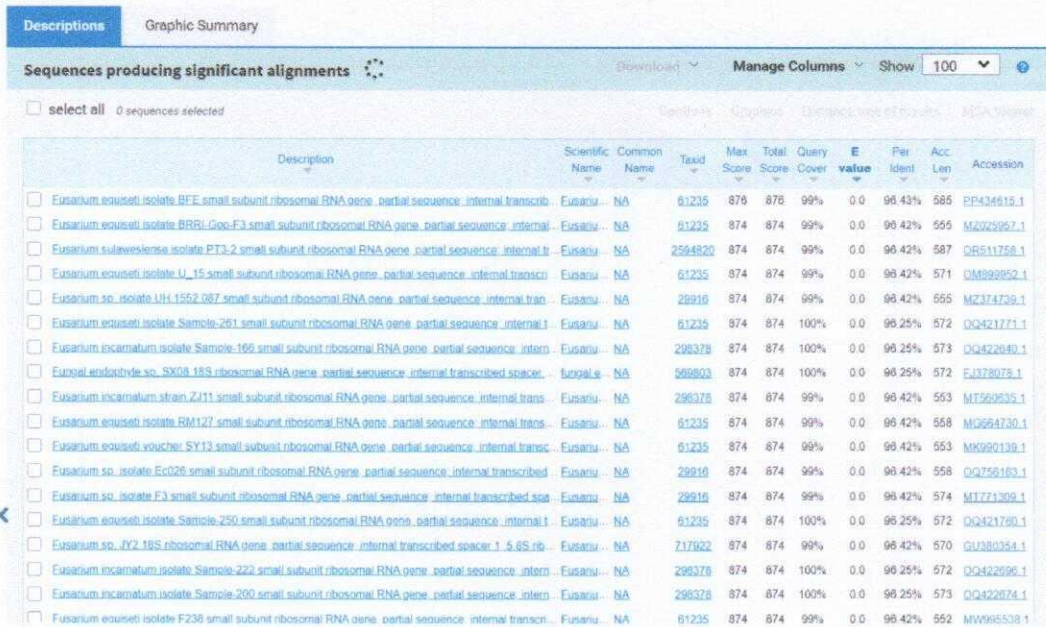 Descriptions Graphic Summary
Sequences producing significant alignments Download Manage Columns Show 100
select all 0 sequences selected GenBank Graphics Distance tree of results MSA Viewer
Description Scientific Name Common Name Taxid Max Score Total Score Query Cover E value Per Ident Acc Len Accession
Fusarium equiseti isolate BFE small subunit ribosomal RNA gene, partial sequence; internal transcrib... Fusariu... NA 61235 876 876 99% 0.0 96.43% 585 PP434615.1
Fusarium equiseti isolate BRRI-Gop-F3 small subunit ribosomal RNA gene, partial sequence; internal... Fusariu... NA 61235 874 874 99% 0.0 96.42% 555 MZ025957.1
Fusarium sulawesiense isolate PT3-2 small subunit ribosomal RNA gene, partial sequence; internal tr... Fusariu... NA 2594820 874 874 99% 0.0 96.42% 587 OR511758.1
Fusarium equiseti isolate U_15 small subunit ribosomal RNA gene, partial sequence; internal transcri... Fusariu... NA 61235 874 874 99% 0.0 96.42% 571 OM899952.1
Fusarium sp. isolate UH 1552.087 small subunit ribosomal RNA gene, partial sequence; internal tran... Fusariu... NA 29916 874 874 99% 0.0 96.42% 555 MZ374739.1
Fusarium equiseti isolate Sample-261 small subunit ribosomal RNA gene, partial sequence; internal t... Fusariu... NA 61235 874 874 100% 0.0 96.25% 572 OQ421771.1
Fusarium incarnatum isolate Sample-166 small subunit ribosomal RNA gene, partial sequence; intern... Fusariu... NA 298378 874 874 100% 0.0 96.25% 573 OQ422640.1
Fungal endophyte sp. SX08 18S ribosomal RNA gene, partial sequence; internal transcribed spacer ... fungal e... NA 569803 874 874 100% 0.0 96.25% 572 FJ378078.1
Fusarium incarnatum strain ZJ11 small subunit ribosomal RNA gene, partial sequence; internal trans... Fusariu... NA 298378 874 874 99% 0.0 96.42% 553 MT560635.1
Fusarium equiseti isolate RM127 small subunit ribosomal RNA gene, partial sequence; internal trans... Fusariu... NA 61235 874 874 99% 0.0 96.42% 558 MG664730.1
Fusarium equiseti voucher SY13 small subunit ribosomal RNA gene, partial sequence; internal transc... Fusariu... NA 61235 874 874 99% 0.0 96.42% 553 MK990139.1
Fusarium sp. isolate Ec026 small subunit ribosomal RNA gene, partial sequence; internal transcribed... Fusariu... NA 29916 874 874 99% 0.0 96.42% 558 OQ756183.1
Fusarium sp. isolate F3 small subunit ribosomal RNA gene, partial sequence; internal transcribed spa... Fusariu... NA 29916 874 874 99% 0.0 96.42% 574 MT771309.1
Fusarium equiseti isolate Sample-250 small subunit ribosomal RNA gene, partial sequence; internal t... Fusariu... NA 61235 874 874 100% 0.0 96.25% 572 OQ421760.1
Fusarium sp. JY2 18S ribosomal RNA gene, partial sequence; internal transcribed spacer 1, 5.8S rib... Fusariu... NA 717922 874 874 99% 0.0 96.42% 570 GU380354.1
Fusarium incarnatum isolate Sample-222 small subunit ribosomal RNA gene, partial sequence; intern... Fusariu... NA 298378 874 874 100% 0.0 96.25% 572 OQ422696.1
Fusarium incarnatum isolate Sample-200 small subunit ribosomal RNA gene, partial sequence; intern... Fusariu... NA 298378 874 874 100% 0.0 96.25% 573 OQ422674.1
Fusarium equiseti isolate F238 small subunit ribosomal RNA gene, partial sequence; internal transcri... Fusariu... NA 61235 874 874 99% 0.0 96.42% 552 MW995538.1